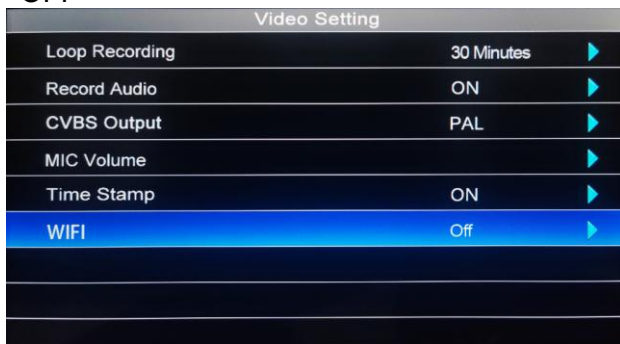 Video Setting
Loop Recording 30 Minutes
Record Audio ON
CVBS Output PAL
MIC Volume
Time Stamp ON
WIFI Off